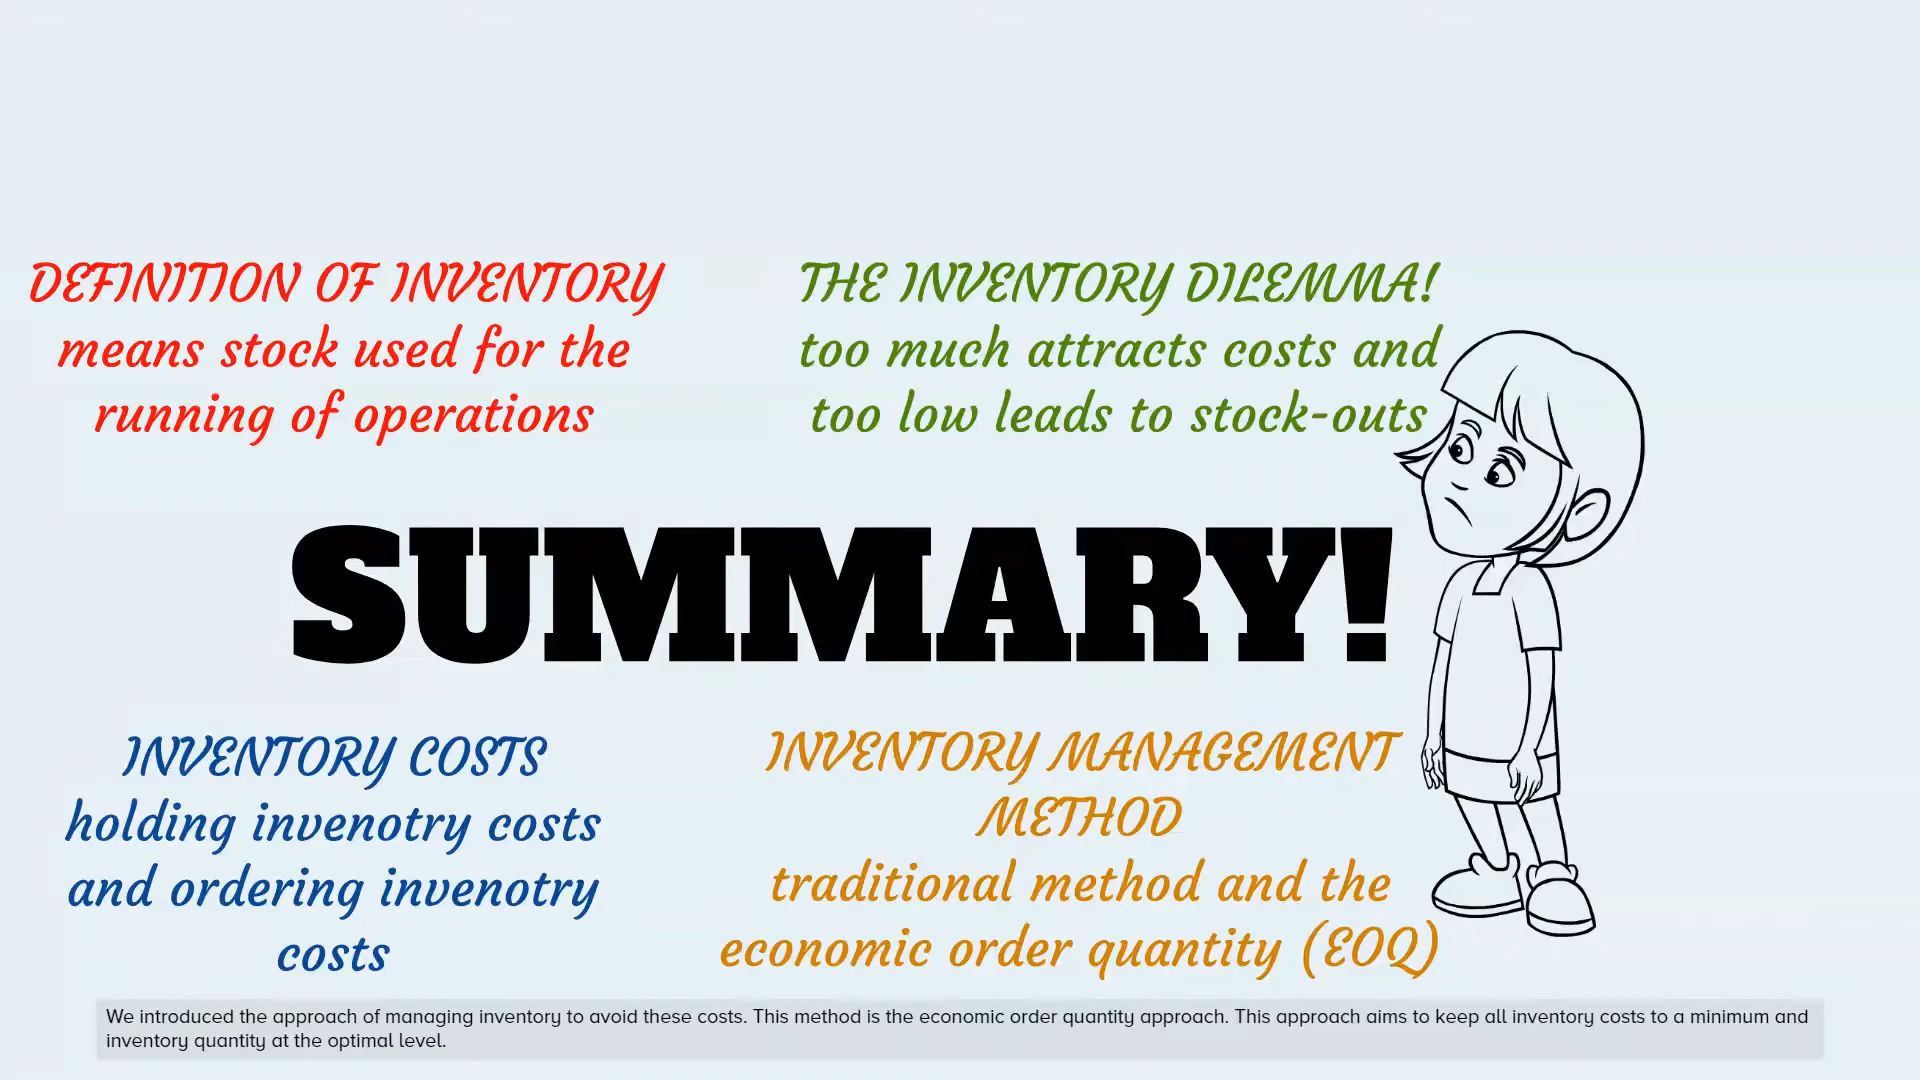 DEFINITION OF INVENTORY
means stock used for the
running of operations
THE INVENTORY DILEMMA!
too much attracts costs and
too low leads to stock-outs
SUMMARY!
INVENTORY COSTS
holding invenotry costs
and ordering invenotry
costs
INVENTORY MANAGEMENT
METHOD
traditional method and the
economic order quantity (EOQ)
We introduced the approach of managing inventory to avoid these costs. This method is the economic order quantity approach. This approach aims to keep all inventory costs to a minimum and
inventory quantity at the optimal level.